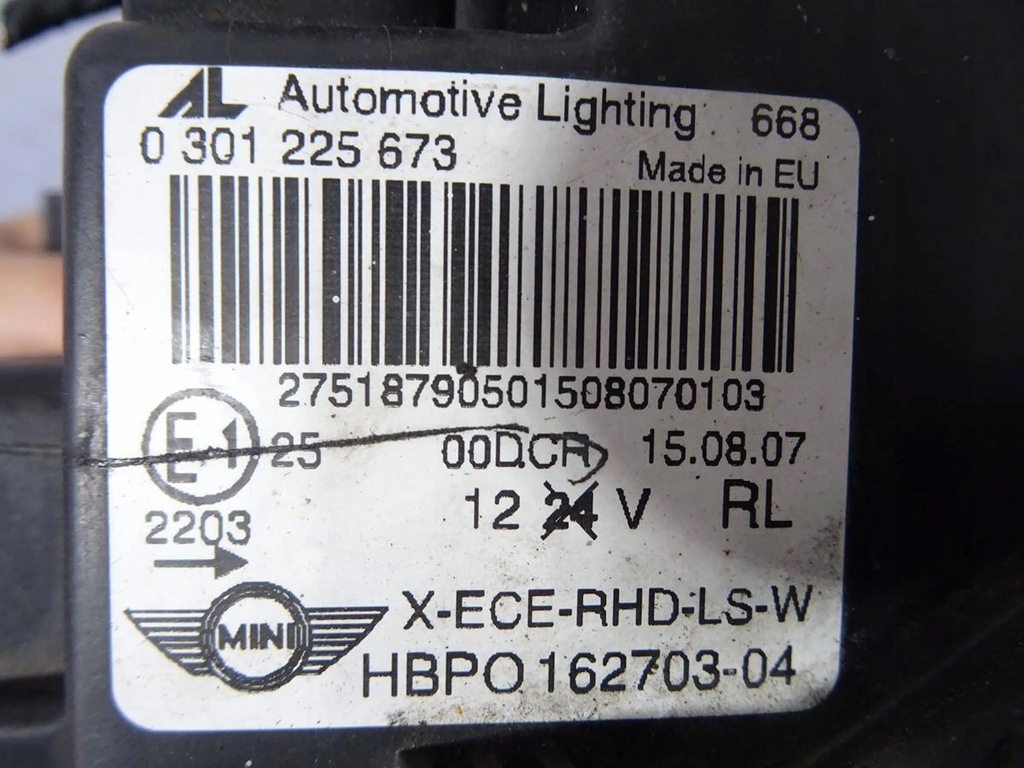 AL Automotive Lighting 668
0 301 225 673 Made in EU
27518790501508070103
E1 25 00DCR 15.08.07
2203 12 24 V RL
MINI X-ECE-RHD-LS-W
HBPO 162703-04